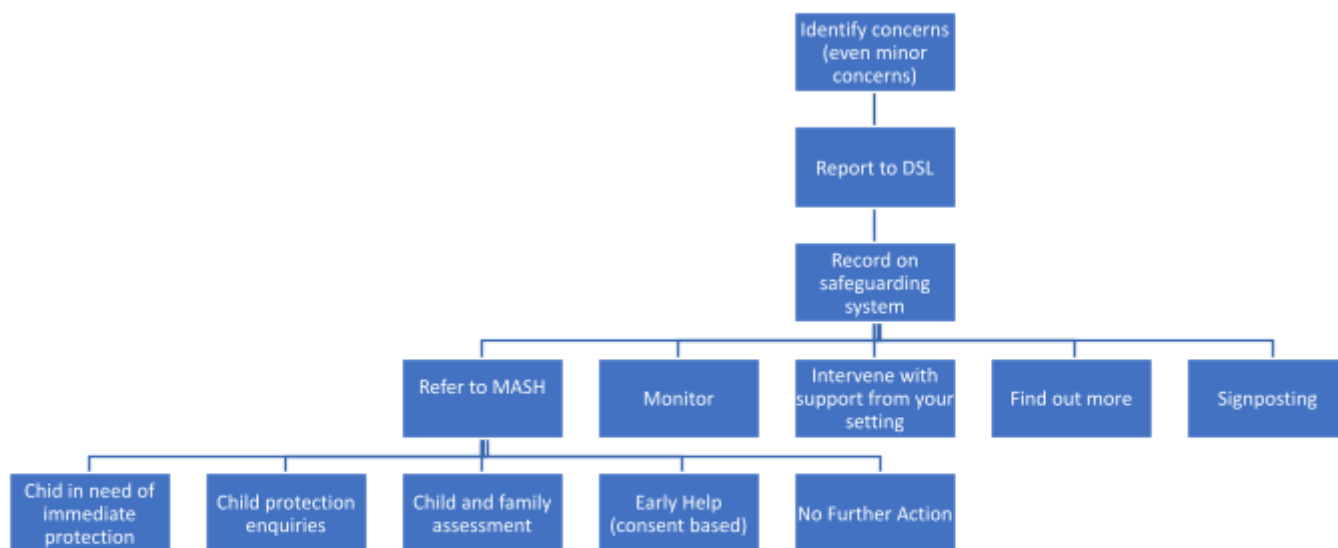 Identify concerns
(even minor
concerns)
Report to DSL
Record on
safeguarding
system
Refer to MASH
Monitor
Intervene with
support from your
setting
Find out more
Signposting
Chid in need of
immediate
protection
Child protection
enquiries
Child and family
assessment
Early Help
(consent based)
No Further Action